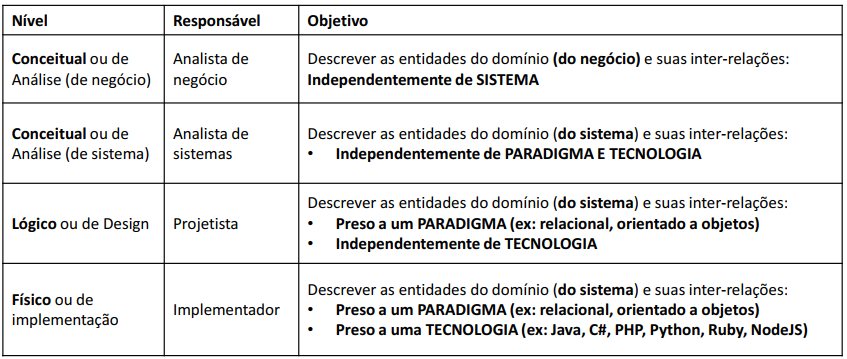 Nível Responsável Objetivo
Conceitual ou de
Análise (de negócio)
Analista de
negócio
Descrever as entidades do domínio (do negócio) e suas inter-relações:
Independentemente de SISTEMA
Conceitual ou de
Análise (de sistema)
Analista de
sistemas
Descrever as entidades do domínio (do sistema) e suas inter-relações:
• Independentemente de PARADIGMA E TECNOLOGIA
Lógico ou de Design
Projetista
Descrever as entidades do domínio (do sistema) e suas inter-relações:
• Preso a um PARADIGMA (ex: relacional, orientado a objetos)
• Independentemente de TECNOLOGIA
Físico ou de
implementação
Implementador
Descrever as entidades do domínio (do sistema) e suas inter-relações:
• Preso a um PARADIGMA (ex: relacional, orientado a objetos)
• Preso a uma TECNOLOGIA (ex: Java, C#, PHP, Python, Ruby, NodeJS)